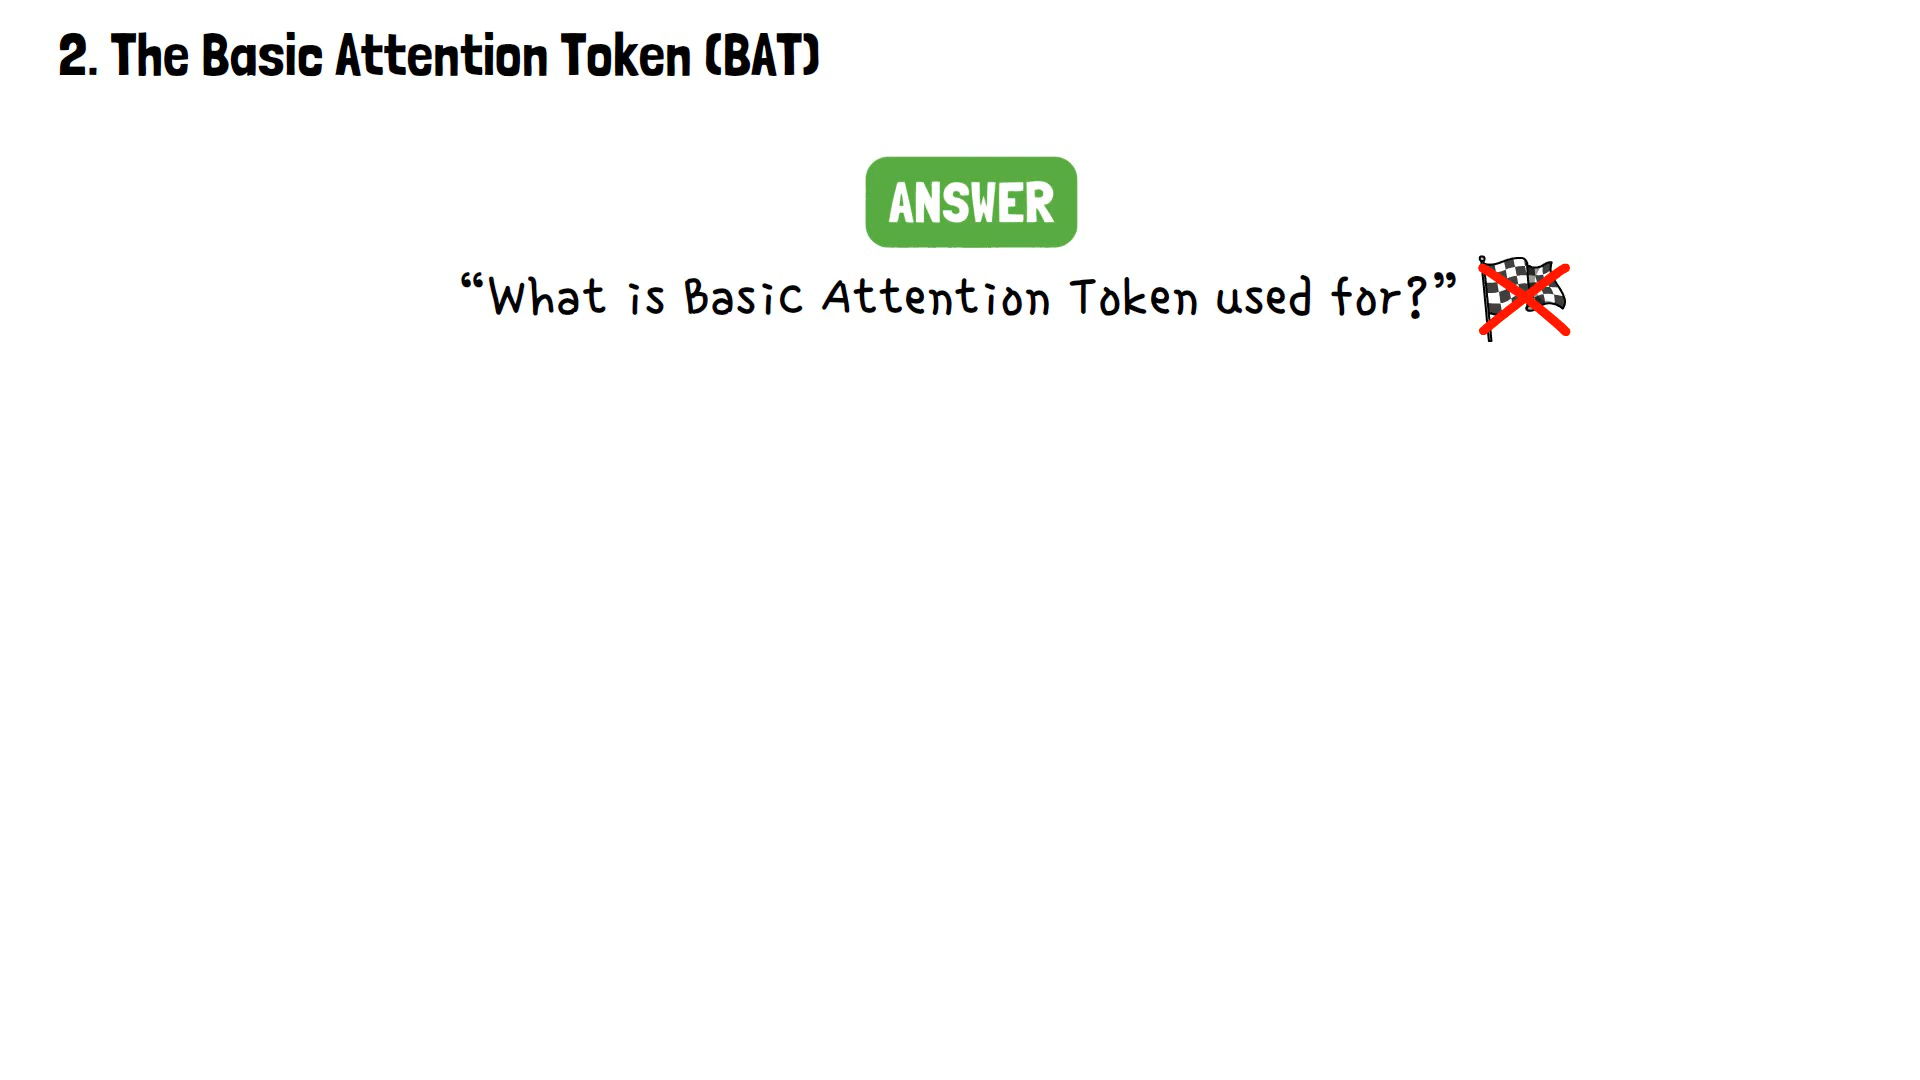 2. The Basic Attention Token (BAT)
ANSWER
“What is Basic Attention Token used for?”